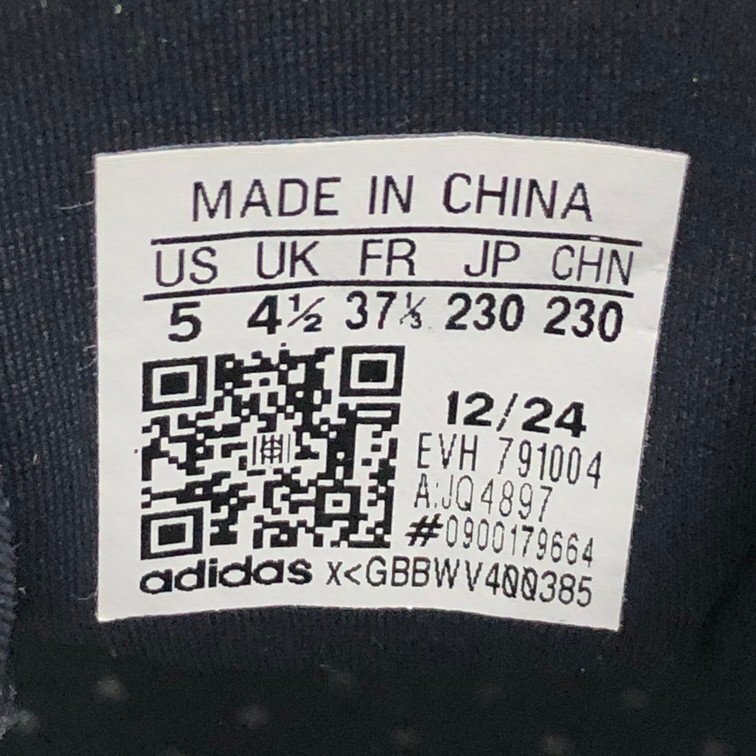 MADE IN CHINA
US UK FR JP CHN
5 4½ 37⅓ 230 230
12/24
EVH 791004
A:JQ4897
#0900179664
adidas X<GBBWV400385